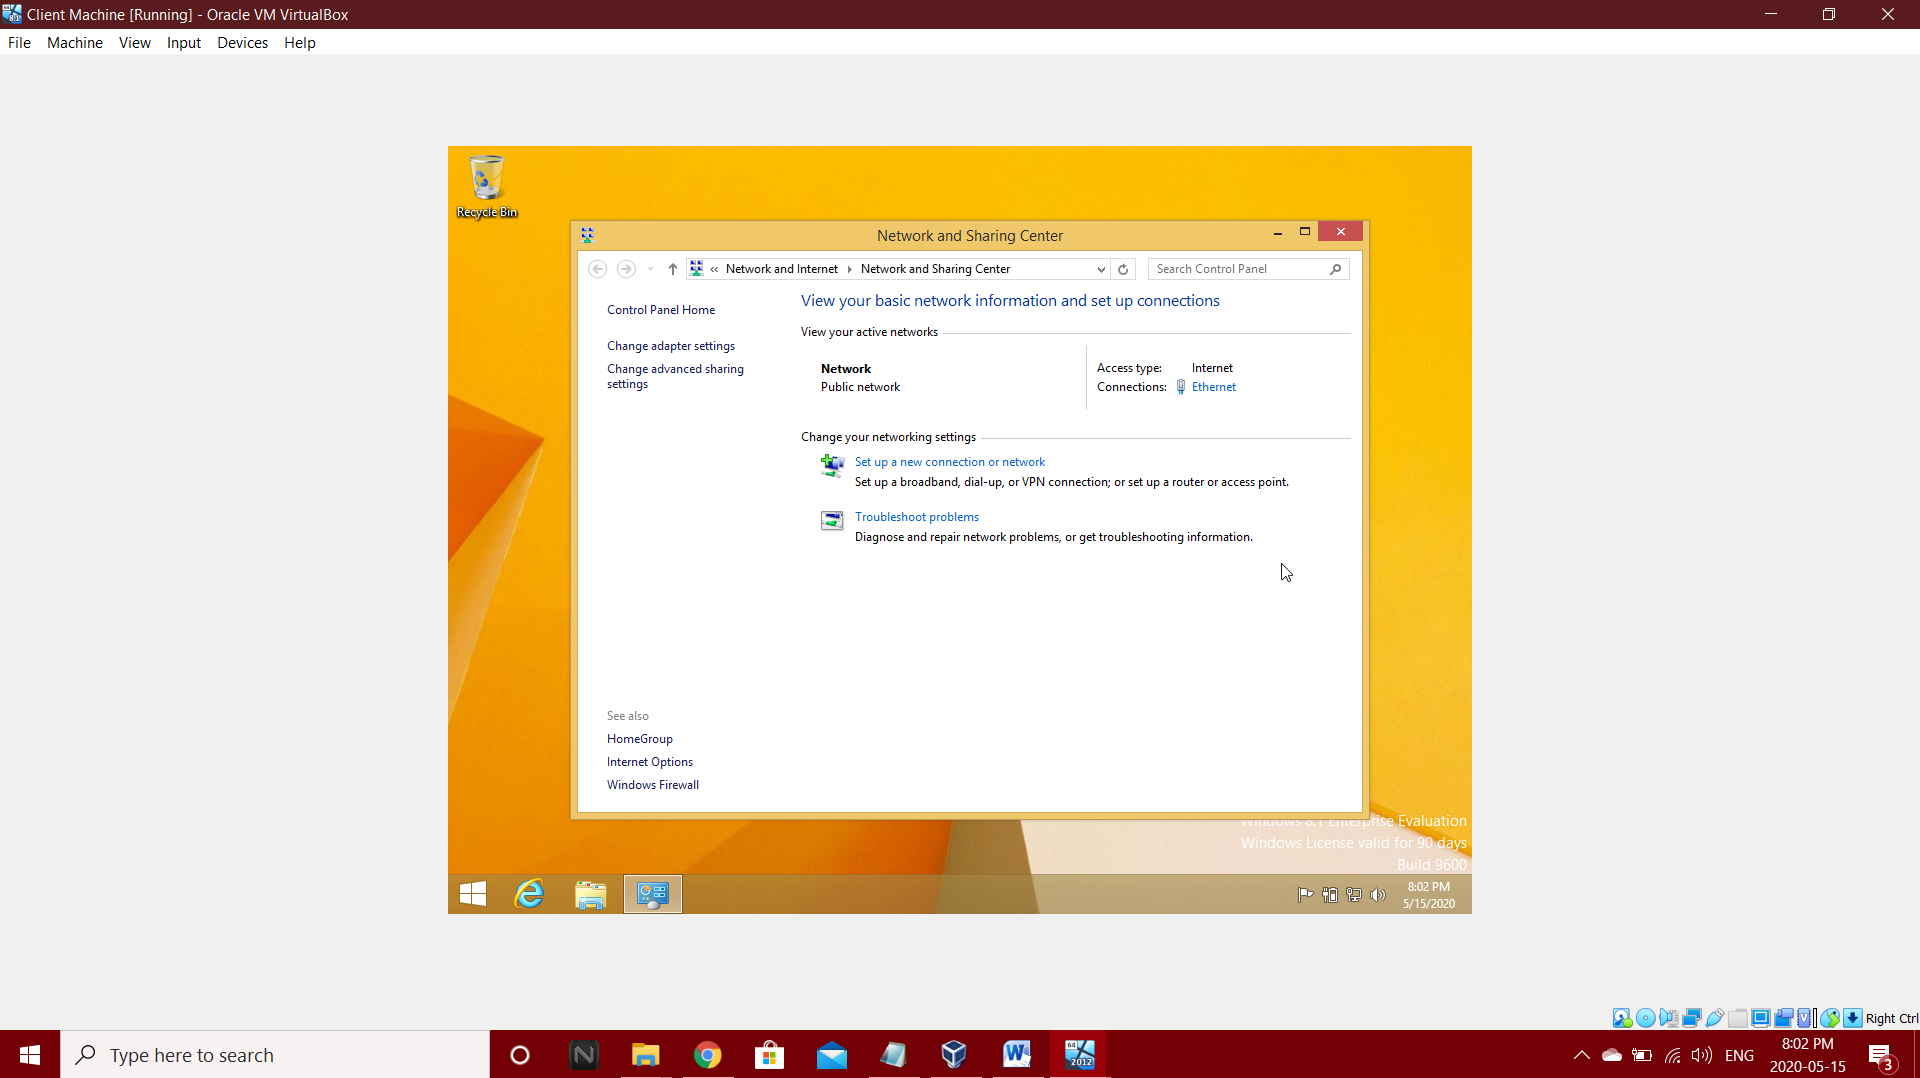 Client Machine [Running] - Oracle VM VirtualBox
File Machine View Input Devices Help
Recycle Bin
Network and Sharing Center
« Network and Internet Network and Sharing Center
Search Control Panel
Control Panel Home
Change adapter settings
Change advanced sharing
settings
View your basic network information and set up connections
View your active networks
Network
Public network
Access type: Internet
Connections: Ethernet
Change your networking settings
Set up a new connection or network
Set up a broadband, dial-up, or VPN connection; or set up a router or access point.
Troubleshoot problems
Diagnose and repair network problems, or get troubleshooting information.
See also
HomeGroup
Internet Options
Windows Firewall
Windows 8.1 Enterprise Evaluation
Windows License valid for 90 days
Build 9600
8:02 PM
5/15/2020
Right Ctrl
Type here to search
64
2012
ENG
8:02 PM
2020-05-15
3